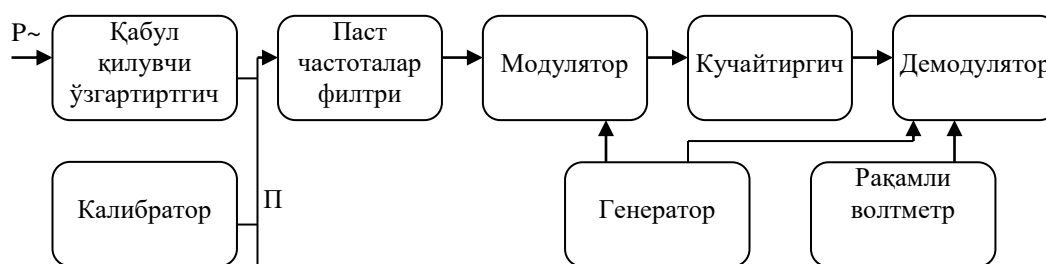 Р~
Қабул
қилувчи
ўзгартиртгич
Паст
частоталар
филтри
Модулятор
Кучайтиргич
Демодулятор
Калибратор
П
Генератор
Рақамли
волтметр